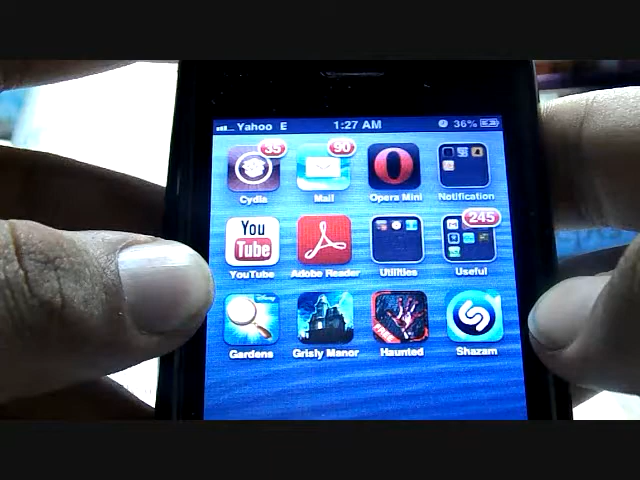 Yahoo E 1:27 AM 36%
35 90
Cydia Mail Opera Mini Notification
You
Tube
245
YouTube Adobe Reader Utilities Useful
Disney
FREE
Gardens Grisly Manor Haunted Shazam